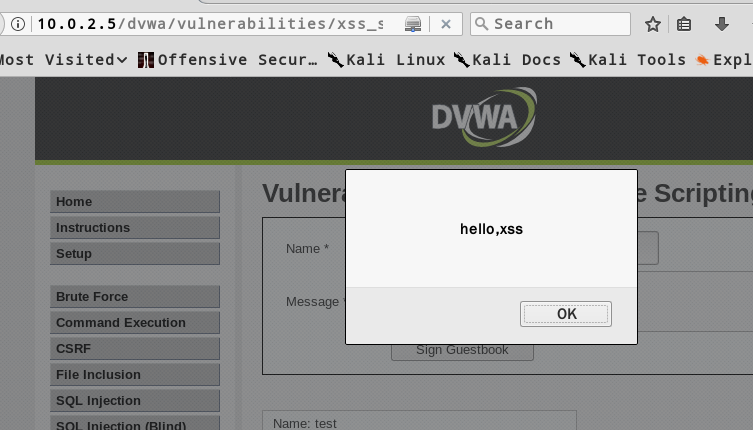 10.0.2.5/dvwa/vulnerabilities/xss_s
Search
Most Visited
Offensive Secur…
Kali Linux
Kali Docs
Kali Tools
Expl
DVWA
Home
Instructions
Setup
Brute Force
Command Execution
CSRF
File Inclusion
SQL Injection
SQL Injection (Blind)
Vulnera
e Scripting
Name *
Message *
Sign Guestbook
Name: test
hello,xss
OK